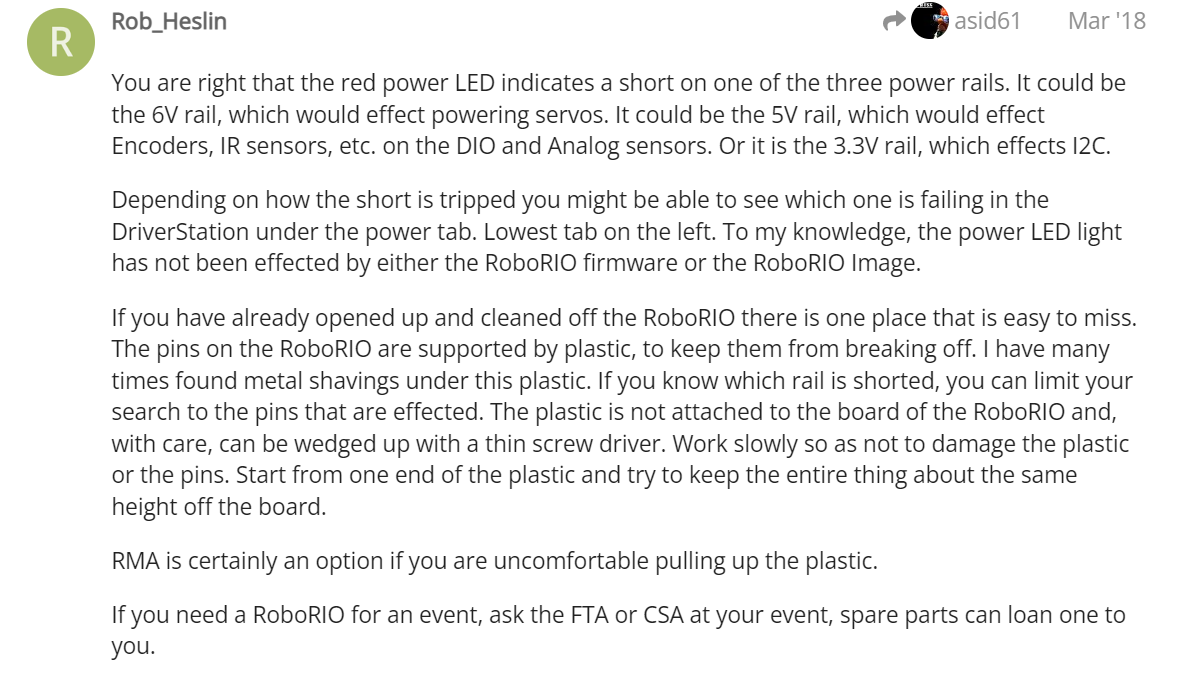 R
Rob_Heslin
asid61
Mar '18
You are right that the red power LED indicates a short on one of the three power rails. It could be
the 6V rail, which would effect powering servos. It could be the 5V rail, which would effect
Encoders, IR sensors, etc. on the DIO and Analog sensors. Or it is the 3.3V rail, which effects I2C.
Depending on how the short is tripped you might be able to see which one is failing in the
DriverStation under the power tab. Lowest tab on the left. To my knowledge, the power LED light
has not been effected by either the RoboRIO firmware or the RoboRIO Image.
If you have already opened up and cleaned off the RoboRIO there is one place that is easy to miss.
The pins on the RoboRIO are supported by plastic, to keep them from breaking off. I have many
times found metal shavings under this plastic. If you know which rail is shorted, you can limit your
search to the pins that are effected. The plastic is not attached to the board of the RoboRIO and,
with care, can be wedged up with a thin screw driver. Work slowly so as not to damage the plastic
or the pins. Start from one end of the plastic and try to keep the entire thing about the same
height off the board.
RMA is certainly an option if you are uncomfortable pulling up the plastic.
If you need a RoboRIO for an event, ask the FTA or CSA at your event, spare parts can loan one to
you.